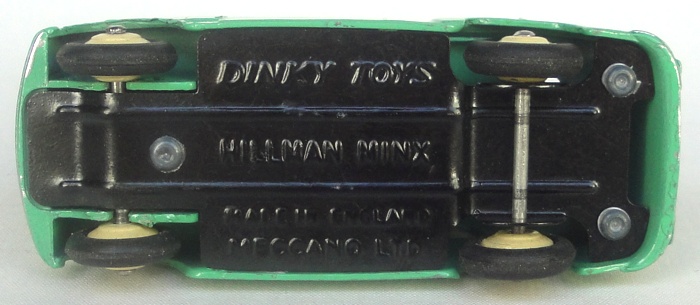 DINKY TOYS
HILLMAN MINX
MADE IN ENGLAND
MECCANO LTD